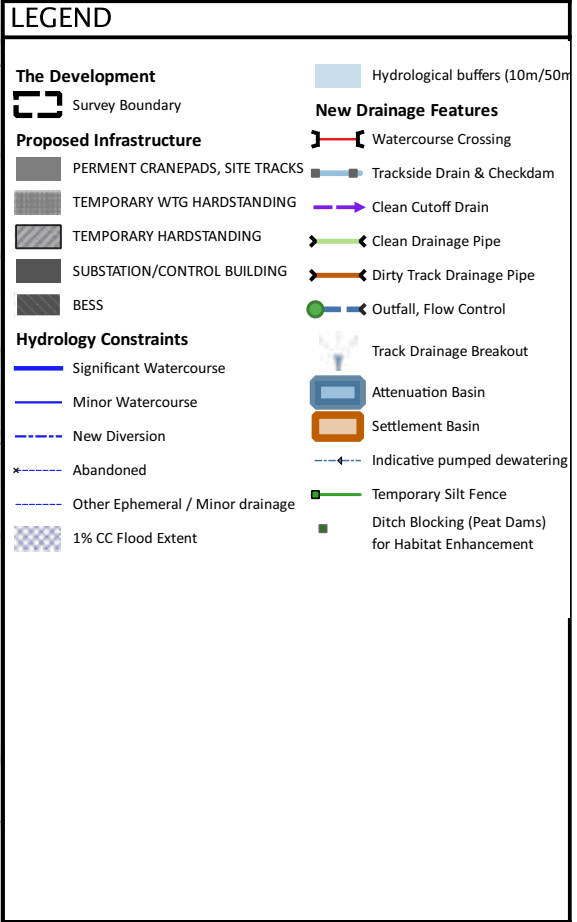 LEGEND
The Development
Survey Boundary
Proposed Infrastructure
PERMENT CRANEPADS, SITE TRACKS
TEMPORARY WTG HARDSTANDING
TEMPORARY HARDSTANDING
SUBSTATION/CONTROL BUILDING
BESS
Hydrology Constraints
Significant Watercourse
Minor Watercourse
New Diversion
Abandoned
Other Ephemeral / Minor drainage
1% CC Flood Extent
Hydrological buffers (10m/50m
New Drainage Features
Watercourse Crossing
Trackside Drain & Checkdam
Clean Cutoff Drain
Clean Drainage Pipe
Dirty Track Drainage Pipe
Outfall, Flow Control
Track Drainage Breakout
Attenuation Basin
Settlement Basin
Indicative pumped dewatering
Temporary Silt Fence
Ditch Blocking (Peat Dams)
for Habitat Enhancement